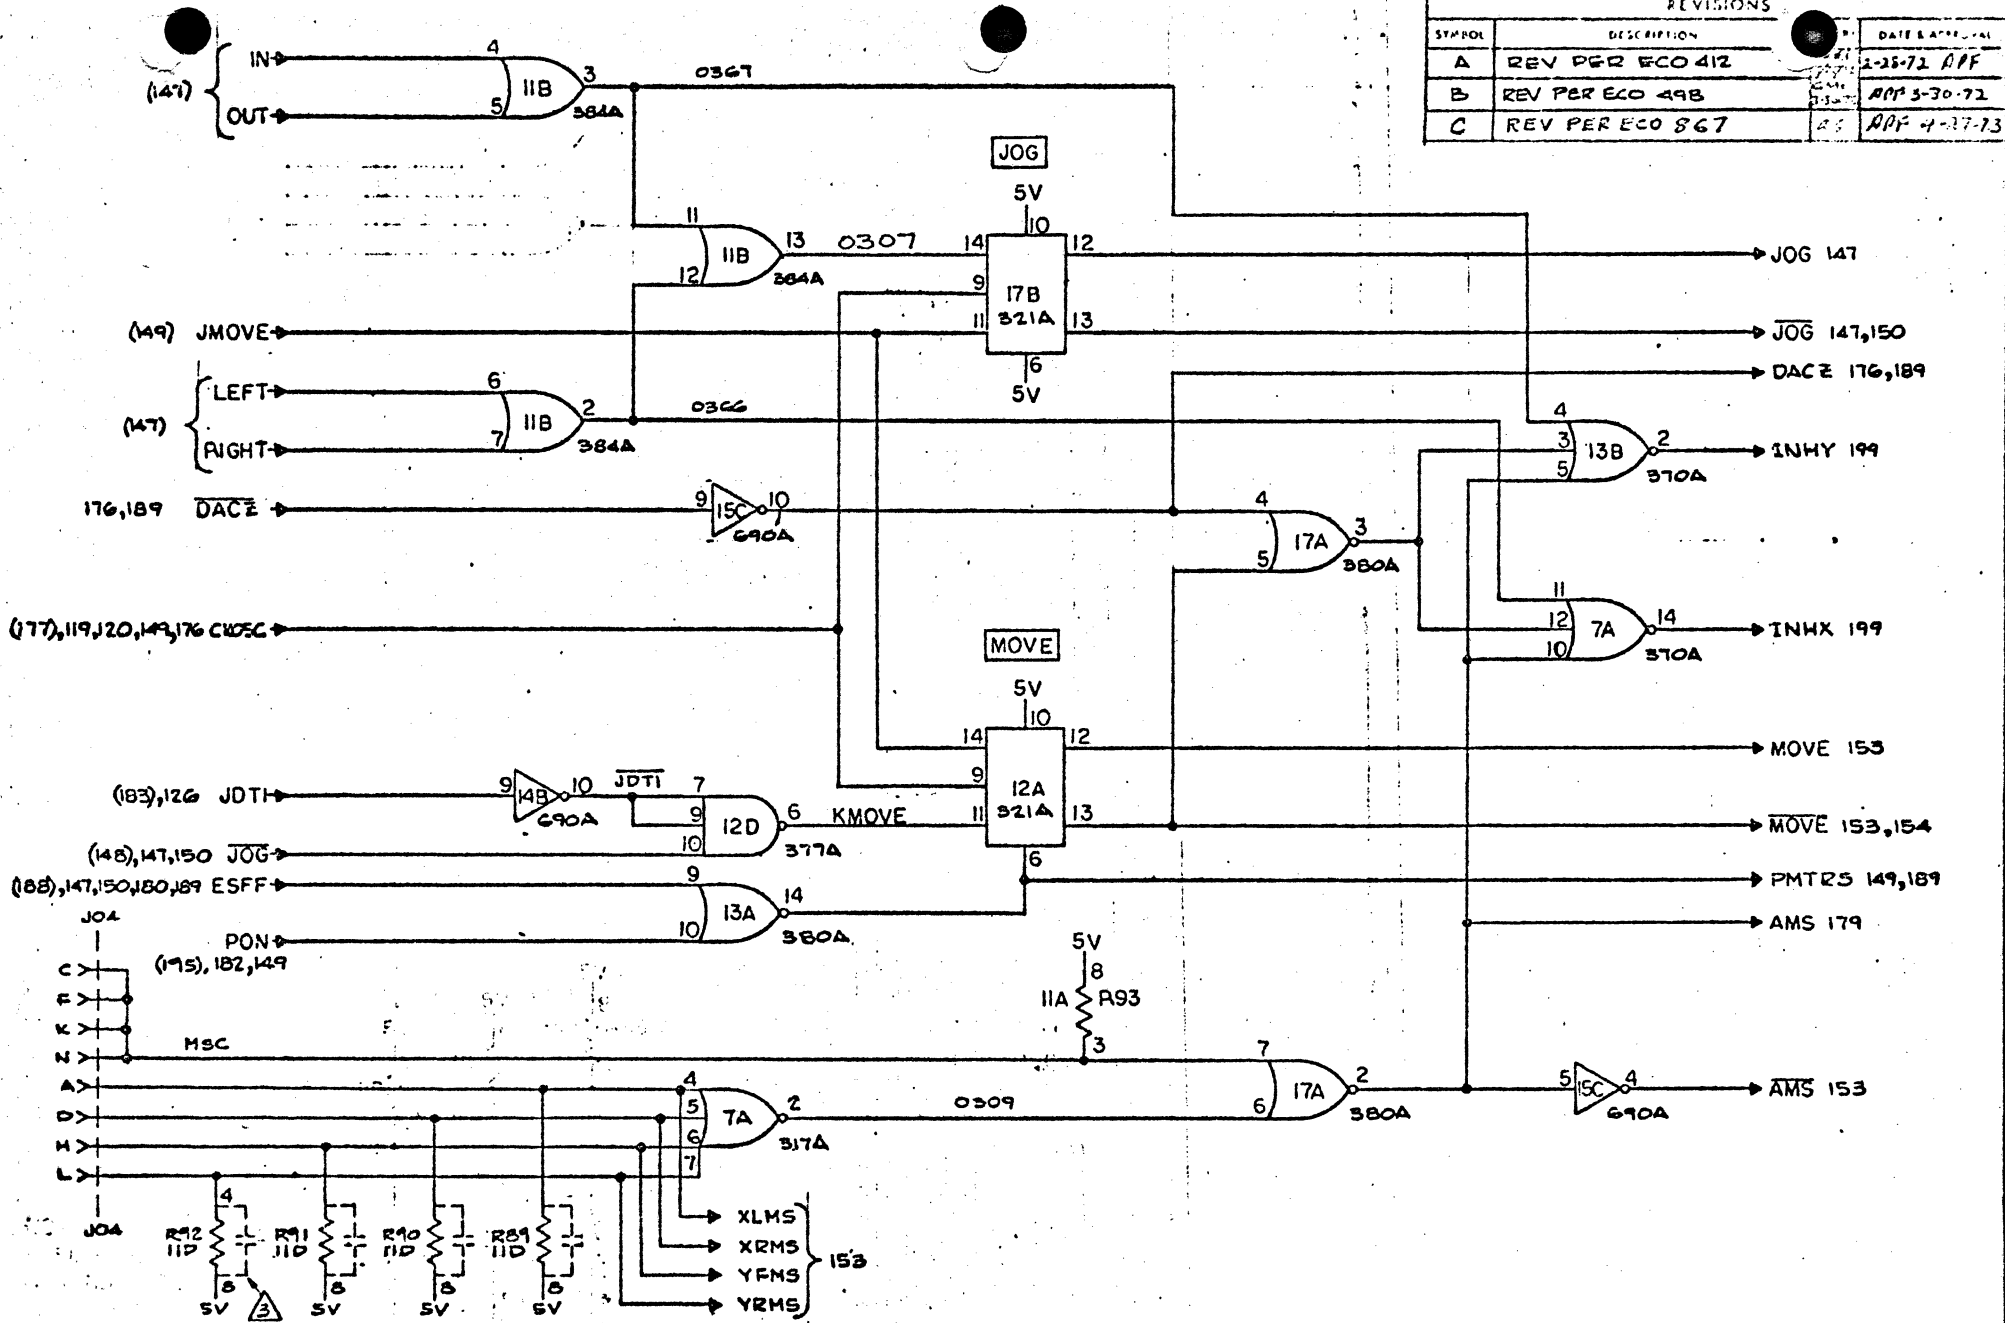 REVISIONS
SYMBOL DESCRIPTION DATE & APPROVAL
A REV PER ECO 412 2-25-72 APF
B REV PER ECO 498 APF 5-30-72
C REV PER ECO 867 APF 4-27-73
(147) IN 4 11B 3 384A 0367
OUT 5
JOG
5V
10
11 11B 13 384A 0307 14 17B 321A 12 JOG 147
12
9
(149) JMOVE 11 13 JOG 147,150
6
5V
DACZ 176,189
(147) LEFT 6 11B 2 384A 0366
RIGHT 7
4 13B 2 370A INHY 199
3
5
176,189 DACZ 9 15C 10 690A
4 17A 3 380A
5
11 7A 14 370A INHX 199
12
10
(177),119,120,149,176 CKOSC
MOVE
5V
10
14 12A 321A 12 MOVE 153
9
(183),126 JDTI 9 14B 10 690A JDTI 7 12D 6 377A KMOVE 11 13 MOVE 153,154
9
(148),147,150 JOG 10
6
(188),147,150,180,189 ESFF 9 13A 14 380A PMTRS 149,189
PON 10
(195),182,149
AMS 179
J04
C
F
K
N MSC
5V
8
11A R93
3
7 17A 2 380A 5 15C 4 690A AMS 153
6
A 4 7A 2 317A 0309
D 5
H 6
L 7
J04
4
R92 11D R91 11D R90 11D R89 11D
8 8 8 8
5V 5V 5V 5V
3
XLMS
XRMS
YFMS
YRMS
153